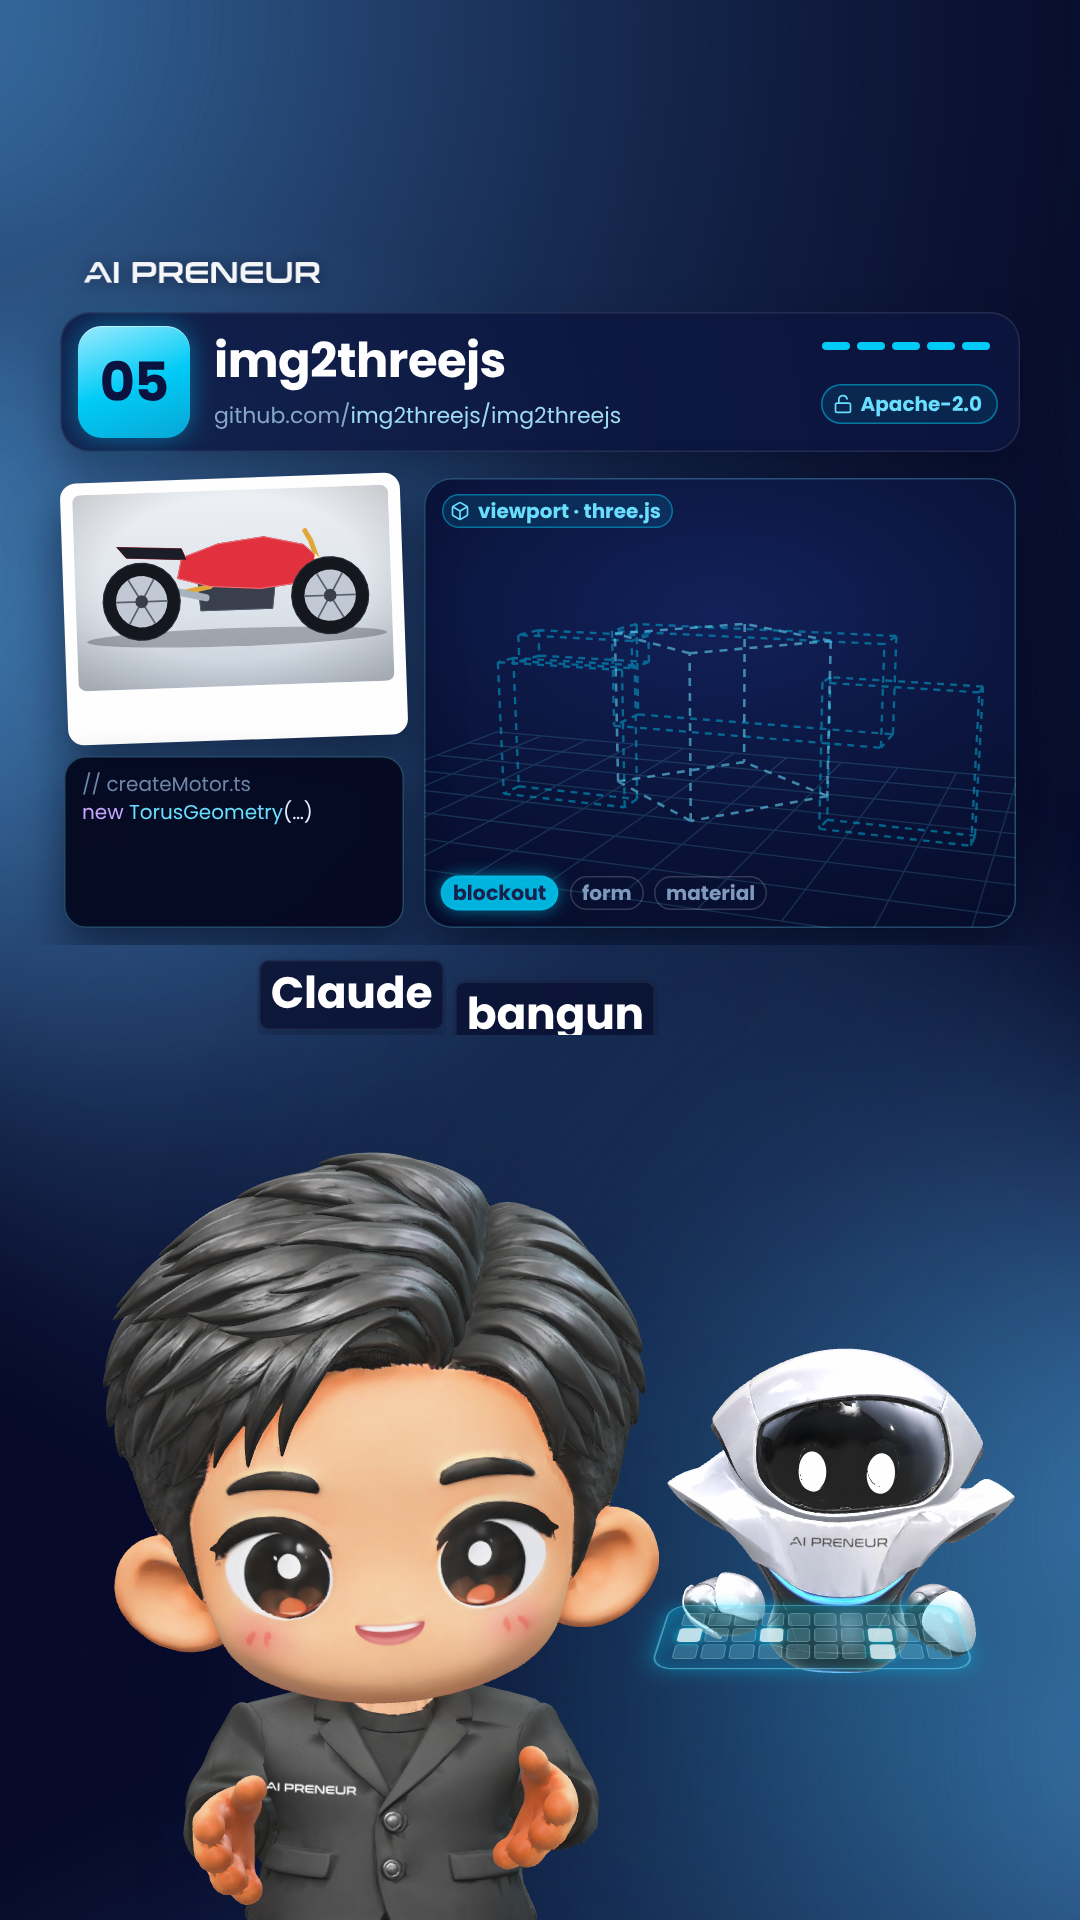 AI PRENEUR
05
img2threejs
github.com/img2threejs/img2threejs
Apache-2.0
viewport · three.js
// createMotor.ts
new TorusGeometry(...)
blockout
form
material
Claude bangun
AI PRENEUR
AI PRENEUR